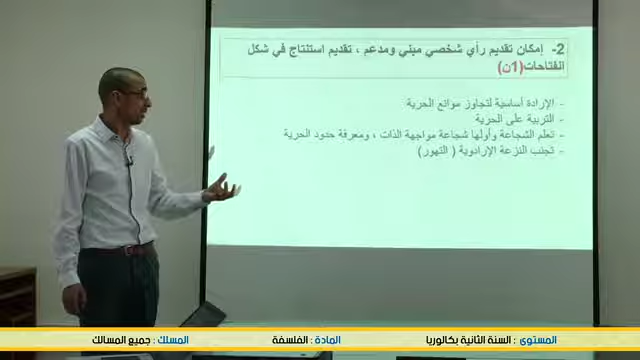 2- إمكان تقديم رأي شخصي مبني ومدعم ، تقديم استنتاج في شكل
انفتاحات(1ن)
- الإرادة أساسية لتجاوز موانع الحرية
- التربية على الحرية
- تعلم الشجاعة وأولها شجاعة مواجهة الذات ، ومعرفة حدود الحرية
- تجنب النزعة الإرادوية ( التهور)
المستوى : السنة الثانية بكالوريا
المادة : الفلسفة
المسلك : جميع المسالك